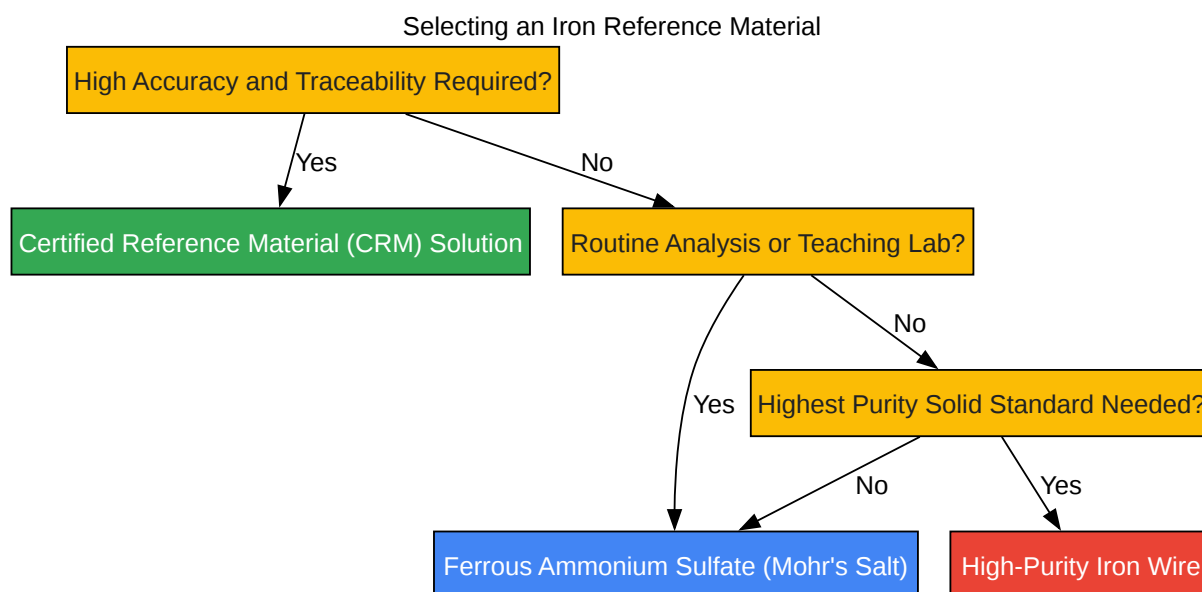 Selecting an Iron Reference Material
High Accuracy and Traceability Required?
Yes
No
Certified Reference Material (CRM) Solution
Routine Analysis or Teaching Lab?
No
Yes
Highest Purity Solid Standard Needed?
No
Yes
Ferrous Ammonium Sulfate (Mohr's Salt)
High-Purity Iron Wire